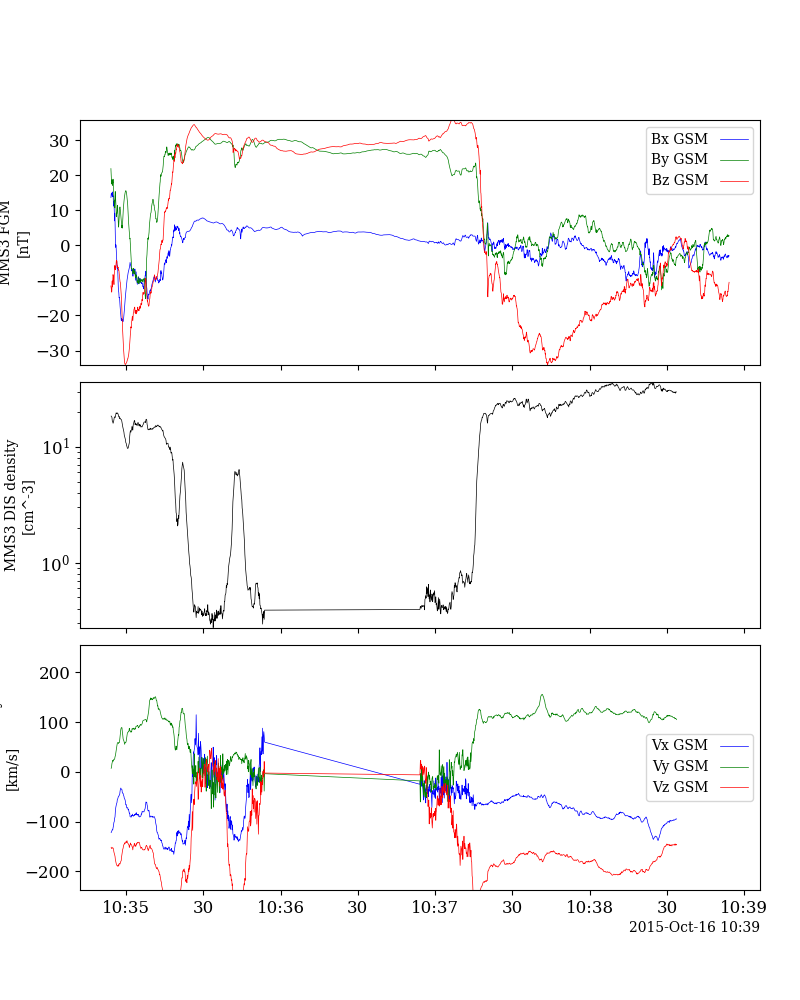 30
20
10
0
−10
−20
−30
MMS3 FGM
[nT]
Bx GSM
By GSM
Bz GSM
10^1
10^0
MMS3 DIS density
[cm^-3]
200
100
0
−100
−200
[km/s]
Vx GSM
Vy GSM
Vz GSM
10:35 30 10:36 30 10:37 30 10:38 30 10:39
2015-Oct-16 10:39